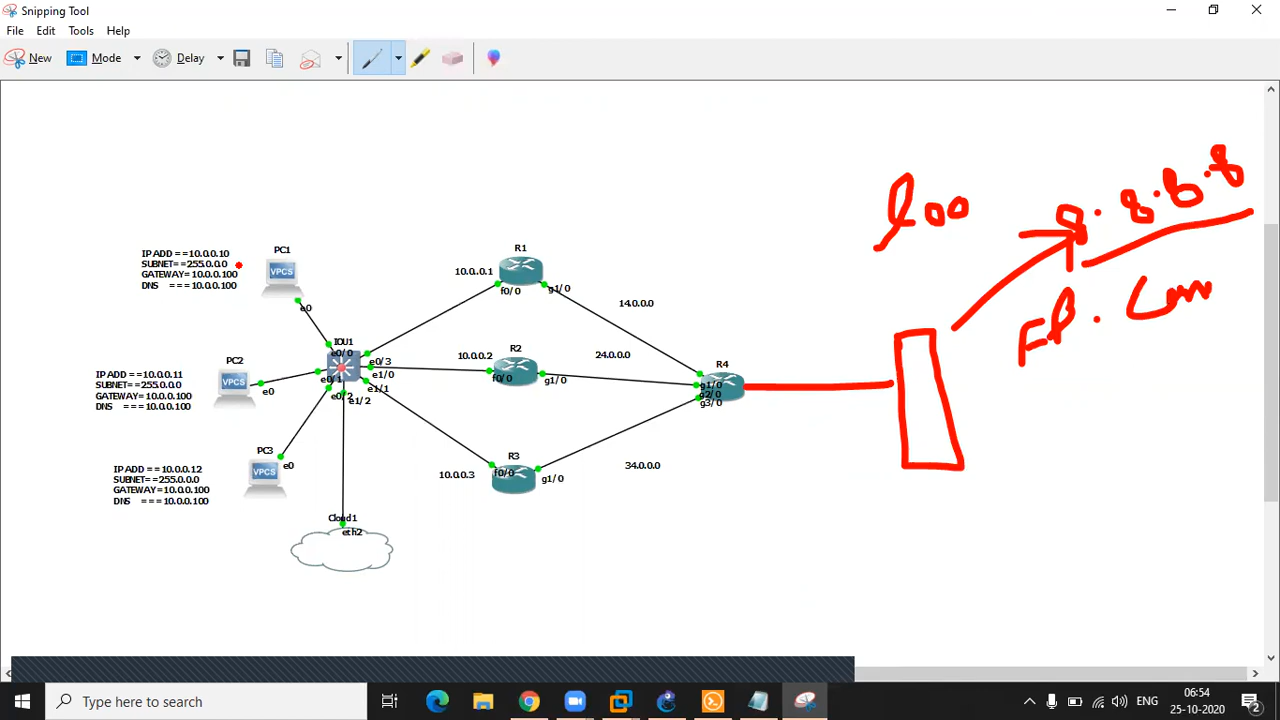 Snipping Tool
File Edit Tools Help
New Mode Delay
loo
8.8.8.8
FB.Com
IP ADD == 10.0.0.10
SUBNET== 255.0.0.0
GATEWAY= 10.0.0.100
DNS === 10.0.0.100
PC1
VPCS
e0
IP ADD == 10.0.0.11
SUBNET==255.0.0.0
GATEWAY= 10.0.0.100
DNS === 10.0.0.100
PC2
VPCS
e0
IP ADD == 10.0.0.12
SUBNET==255.0.0.0
GATEWAY= 10.0.0.100
DNS === 10.0.0.100
PC3
VPCS
e0
IOU1
e0/0
e0/3
e1/0
e0/1
e1/1
e0/2
e1/2
Cloud1
eth2
R1
10.0..0.1
f0/0
g1/0
14.0.0.0
R2
10.0.0.2
f0/0
g1/0
24.0.0.0
R3
10.0.0.3
f0/0
g1/0
34.0.0.0
R4
g1/0
g2/0
g3/0
Type here to search
ENG
06:54
25-10-2020
2